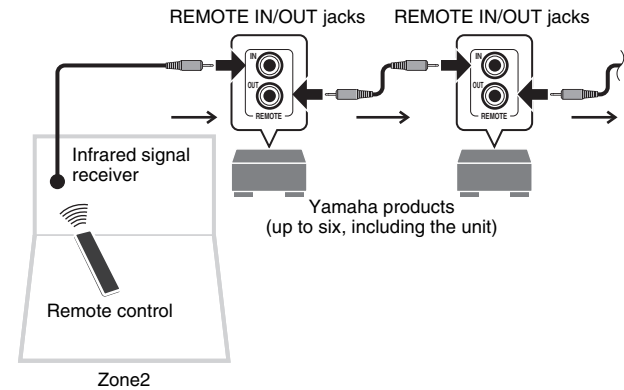 REMOTE IN/OUT jacks
REMOTE IN/OUT jacks
IN
OUT
REMOTE
IN
OUT
REMOTE
Infrared signal
receiver
Yamaha products
(up to six, including the unit)
Remote control
Zone2